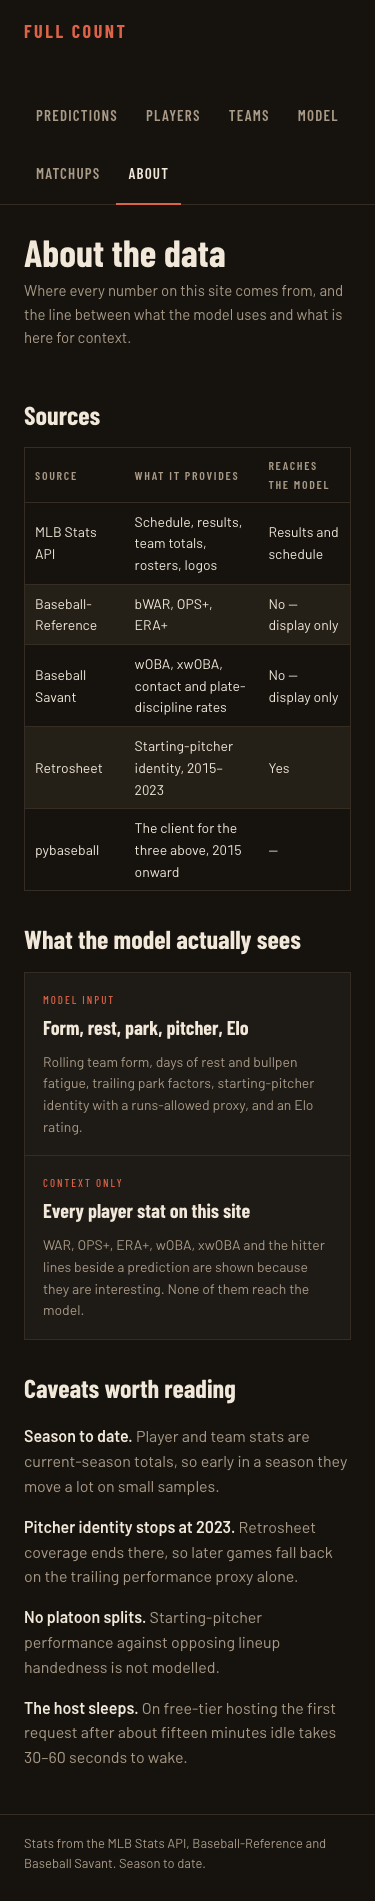 FULL COUNT
PREDICTIONS PLAYERS TEAMS MODEL
MATCHUPS ABOUT
About the data
Where every number on this site comes from, and
the line between what the model uses and what is
here for context.
Sources
SOURCE WHAT IT PROVIDES REACHES THE MODEL
MLB Stats API
Schedule, results,
team totals,
rosters, logos
Results and
schedule
Baseball-
Reference
bWAR, OPS+,
ERA+
No —
display only
Baseball
Savant
wOBA, xwOBA,
contact and plate-
discipline rates
No —
display only
Retrosheet
Starting-pitcher
identity, 2015–
2023
Yes
pybaseball
The client for the
three above, 2015
onward
—
What the model actually sees
MODEL INPUT
Form, rest, park, pitcher, Elo
Rolling team form, days of rest and bullpen
fatigue, trailing park factors, starting-pitcher
identity with a runs-allowed proxy, and an Elo
rating.
CONTEXT ONLY
Every player stat on this site
WAR, OPS+, ERA+, wOBA, xwOBA and the hitter
lines beside a prediction are shown because
they are interesting. None of them reach the
model.
Caveats worth reading
Season to date. Player and team stats are
current-season totals, so early in a season they
move a lot on small samples.
Pitcher identity stops at 2023. Retrosheet
coverage ends there, so later games fall back
on the trailing performance proxy alone.
No platoon splits. Starting-pitcher
performance against opposing lineup
handedness is not modelled.
The host sleeps. On free-tier hosting the first
request after about fifteen minutes idle takes
30–60 seconds to wake.
Stats from the MLB Stats API, Baseball-Reference and
Baseball Savant. Season to date.